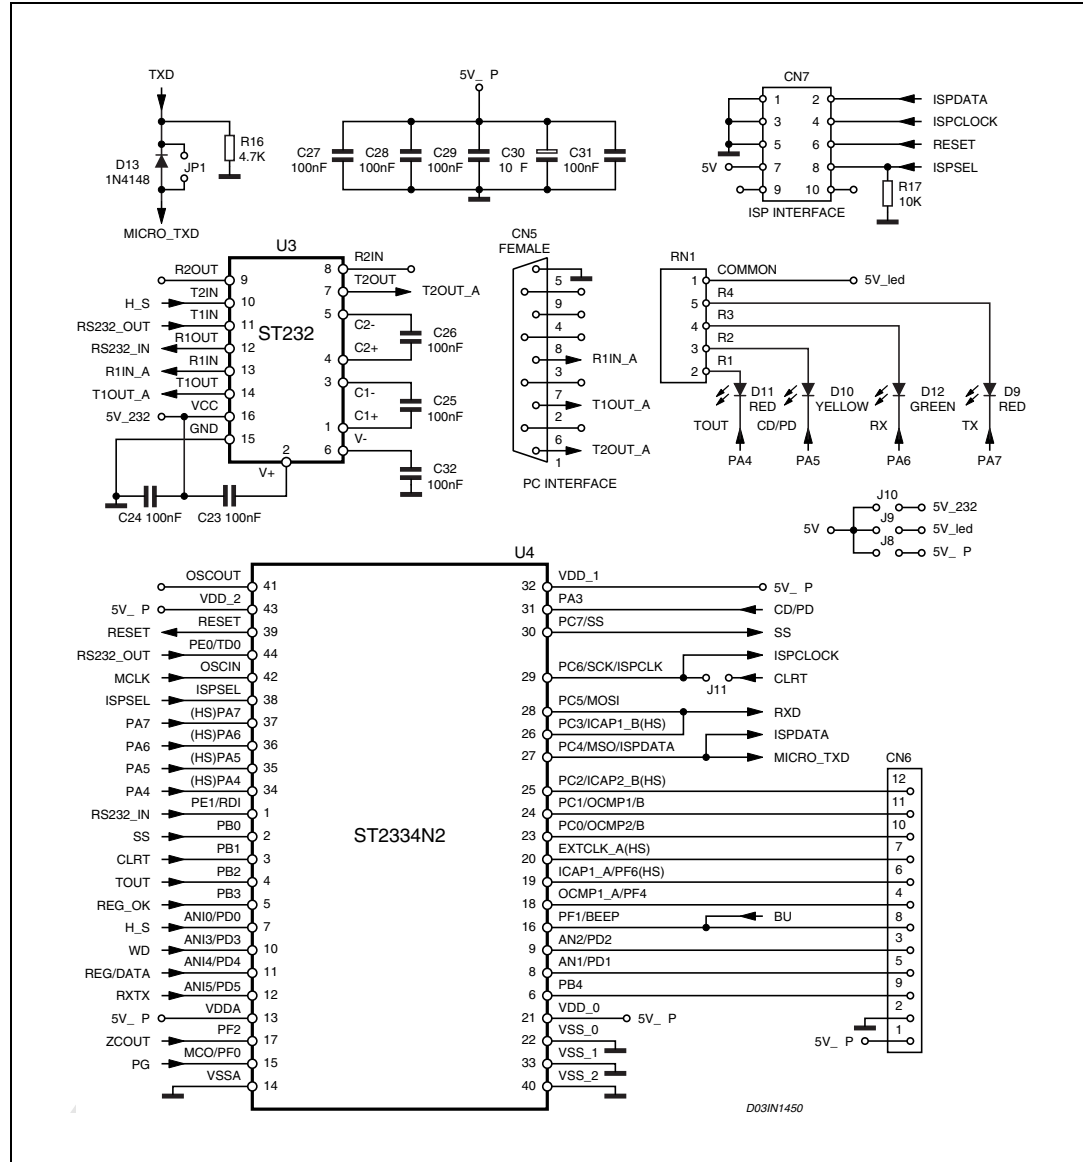 TXD
D13
1N4148
JP1
R16
4.7K
MICRO_TXD
5V_ P
C27
100nF
C28
100nF
C29
100nF
C30
10 F
C31
100nF
CN7
1 2 ISPDATA
3 4 ISPCLOCK
5 6 RESET
5V 7 8 ISPSEL
9 10
R17
10K
ISP INTERFACE
U3
ST232
R2OUT 9
H_S T2IN 10
RS232_OUT T1IN 11
RS232_IN R1OUT 12
R1IN_A R1IN 13
T1OUT_A T1OUT 14
5V_232 VCC 16
GND 15
2
V+
C24 100nF
C23 100nF
8 R2IN
7 T2OUT T2OUT_A
5 C2-
4 C2+
C26
100nF
3 C1-
1 C1+
C25
100nF
6 V-
C32
100nF
CN5
FEMALE
5
9
4
8 R1IN_A
3
7 T1OUT_A
2
6 T2OUT_A
1
PC INTERFACE
RN1
1 COMMON 5V_led
5 R4
4 R3
3 R2
2 R1
D11
RED
D10
YELLOW
D12
GREEN
D9
RED
TOUT CD/PD RX TX
PA4 PA5 PA6 PA7
5V
J10 5V_232
J9 5V_led
J8 5V_ P
U4
ST2334N2
OSCOUT 41
5V_ P VDD_2 43
RESET RESET 39
RS232_OUT PE0/TD0 44
MCLK OSCIN 42
ISPSEL ISPSEL 38
PA7 (HS)PA7 37
PA6 (HS)PA6 36
PA5 (HS)PA5 35
PA4 (HS)PA4 34
RS232_IN PE1/RDI 1
SS PB0 2
CLRT PB1 3
TOUT PB2 4
REG_OK PB3 5
H_S ANI0/PD0 7
WD ANI3/PD3 10
REG/DATA ANI4/PD4 11
RXTX ANI5/PD5 12
5V_ P VDDA 13
ZCOUT PF2 17
PG MCO/PF0 15
VSSA 14
32 VDD_1 5V_ P
31 PA3 CD/PD
30 PC7/SS SS
ISPCLOCK
29 PC6/SCK/ISPCLK J11 CLRT
28 PC5/MOSI RXD
26 PC3/ICAP1_B(HS) ISPDATA
27 PC4/MSO/ISPDATA MICRO_TXD
CN6
25 PC2/ICAP2_B(HS) 12
24 PC1/OCMP1/B 11
23 PC0/OCMP2/B 10
20 EXTCLK_A(HS) 7
19 ICAP1_A/PF6(HS) 6
18 OCMP1_A/PF4 4
16 PF1/BEEP BU 8
9 AN2/PD2 3
8 AN1/PD1 5
6 PB4 9
21 VDD_0 5V_ P 2
22 VSS_0 5V_ P 1
33 VSS_1
40 VSS_2
D03IN1450